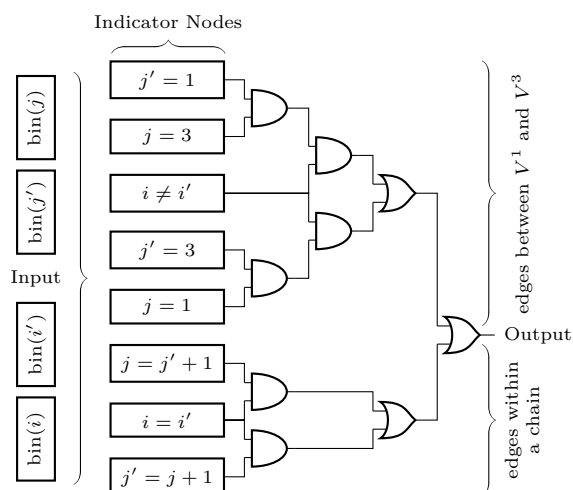 Indicator Nodes
bin(j)
bin(j′)
Input
bin(i′)
bin(i)
j′ = 1
j = 3
i ≠ i′
j′ = 3
j = 1
j = j′ + 1
i = i′
j′ = j + 1
edges between V¹ and V³
Output
edges within
a chain